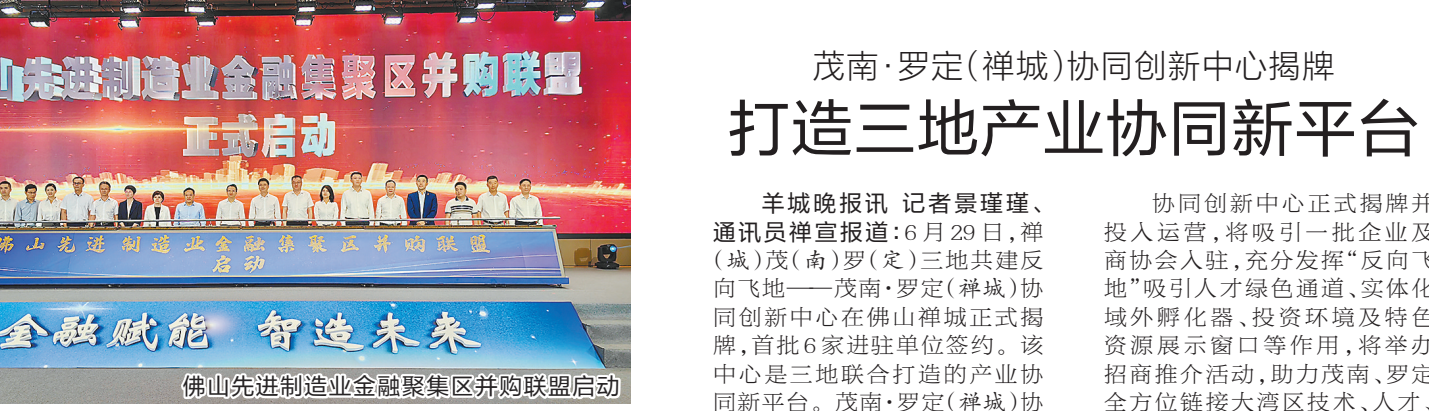 山先进制造业金融集聚区并购联盟
正式启动
佛山先进制造业金融集聚区并购联盟
启动
金融赋能 智造未来
佛山先进制造业金融聚集区并购联盟启动
茂南·罗定(禅城)协同创新中心揭牌
打造三地产业协同新平台
羊城晚报讯 记者景瑾瑾、
通讯员禅宣报道:6月29日,禅
(城)茂(南)罗(定)三地共建反
向飞地——茂南·罗定(禅城)协
同创新中心在佛山禅城正式揭
牌,首批6家进驻单位签约。该
中心是三地联合打造的产业协
同新平台。茂南·罗定(禅城)协
协同创新中心正式揭牌并
投入运营,将吸引一批企业及
商协会入驻,充分发挥“反向飞
地”吸引人才绿色通道、实体化
域外孵化器、投资环境及特色
资源展示窗口等作用,将举办
招商推介活动,助力茂南、罗定
全方位链接大湾区技术、人才、